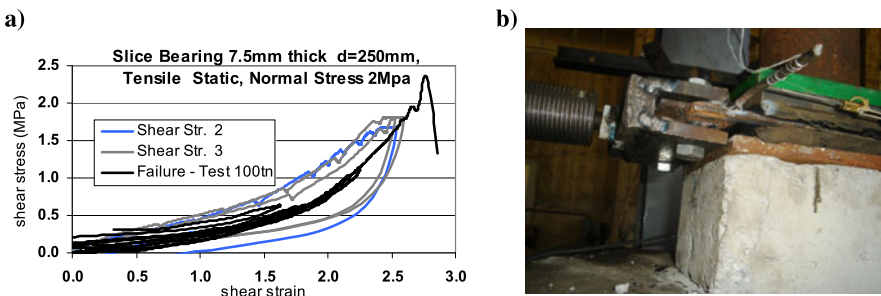 a)
b)
Slice Bearing 7.5mm thick d=250mm,
Tensile Static, Normal Stress 2Mpa
shear stress (MPa)
2.5
2.0
1.5
1.0
0.5
0.0
Shear Str. 2
Shear Str. 3
Failure - Test 100tn
0.0 0.5 1.0 1.5 2.0 2.5 3.0
shear strain